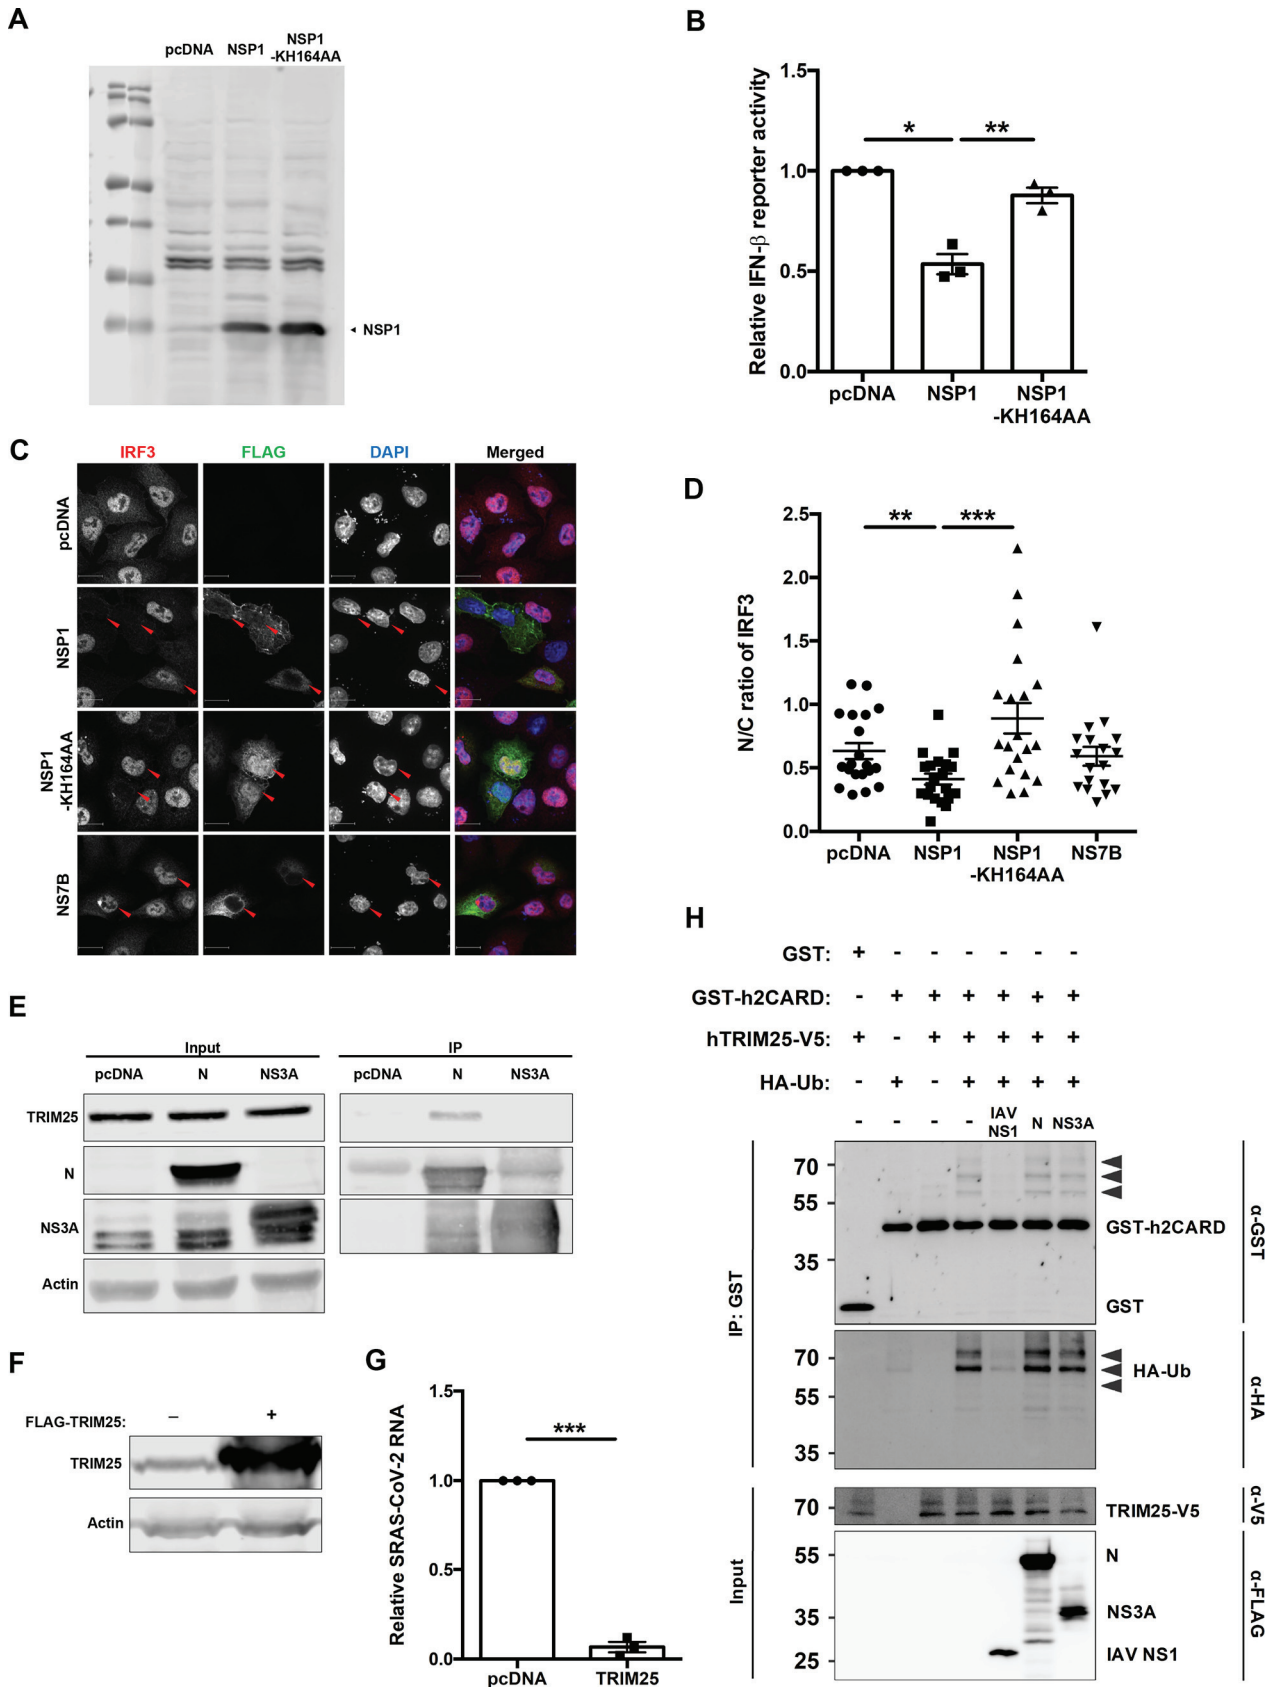 A
pcDNA NSP1 NSP1
-KH164AA
NSP1
B
Relative IFN-β reporter activity
1.5
1.0
0.5
0.0
* **
pcDNA NSP1 NSP1
-KH164AA
C
IRF3 FLAG DAPI Merged
pcDNA
NSP1
NSP1
-KH164AA
NS7B
D
N/C ratio of IRF3
2.5
2.0
1.5
1.0
0.5
0.0
** ***
pcDNA NSP1 NSP1 NS7B
-KH164AA
E
Input IP
pcDNA N NS3A pcDNA N NS3A
TRIM25
N
NS3A
Actin
F
FLAG-TRIM25: – +
TRIM25
Actin
G
Relative SRAS-CoV-2 RNA
1.5
1.0
0.5
0.0
***
pcDNA TRIM25
H
GST: + - - - - - -
GST-h2CARD: - + + + + + +
hTRIM25-V5: + - + + + + +
HA-Ub: - + - + + + +
- - - - IAV NS1 N NS3A
IP: GST
70
55
35
GST-h2CARD
GST
α-GST
70
55
35
HA-Ub
α-HA
Input
70
TRIM25-V5
α-V5
55
35
25
N
NS3A
IAV NS1
α-FLAG